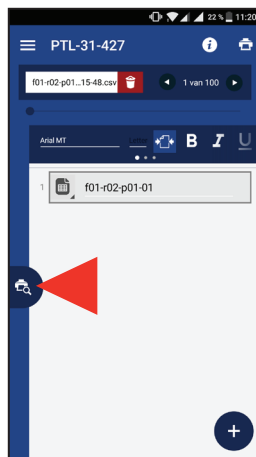 22 % 11:20
PTL-31-427
f01-r02-p01...15-48.csv 1 van 100
Arial MT B I U
1 f01-r02-p01-01
+